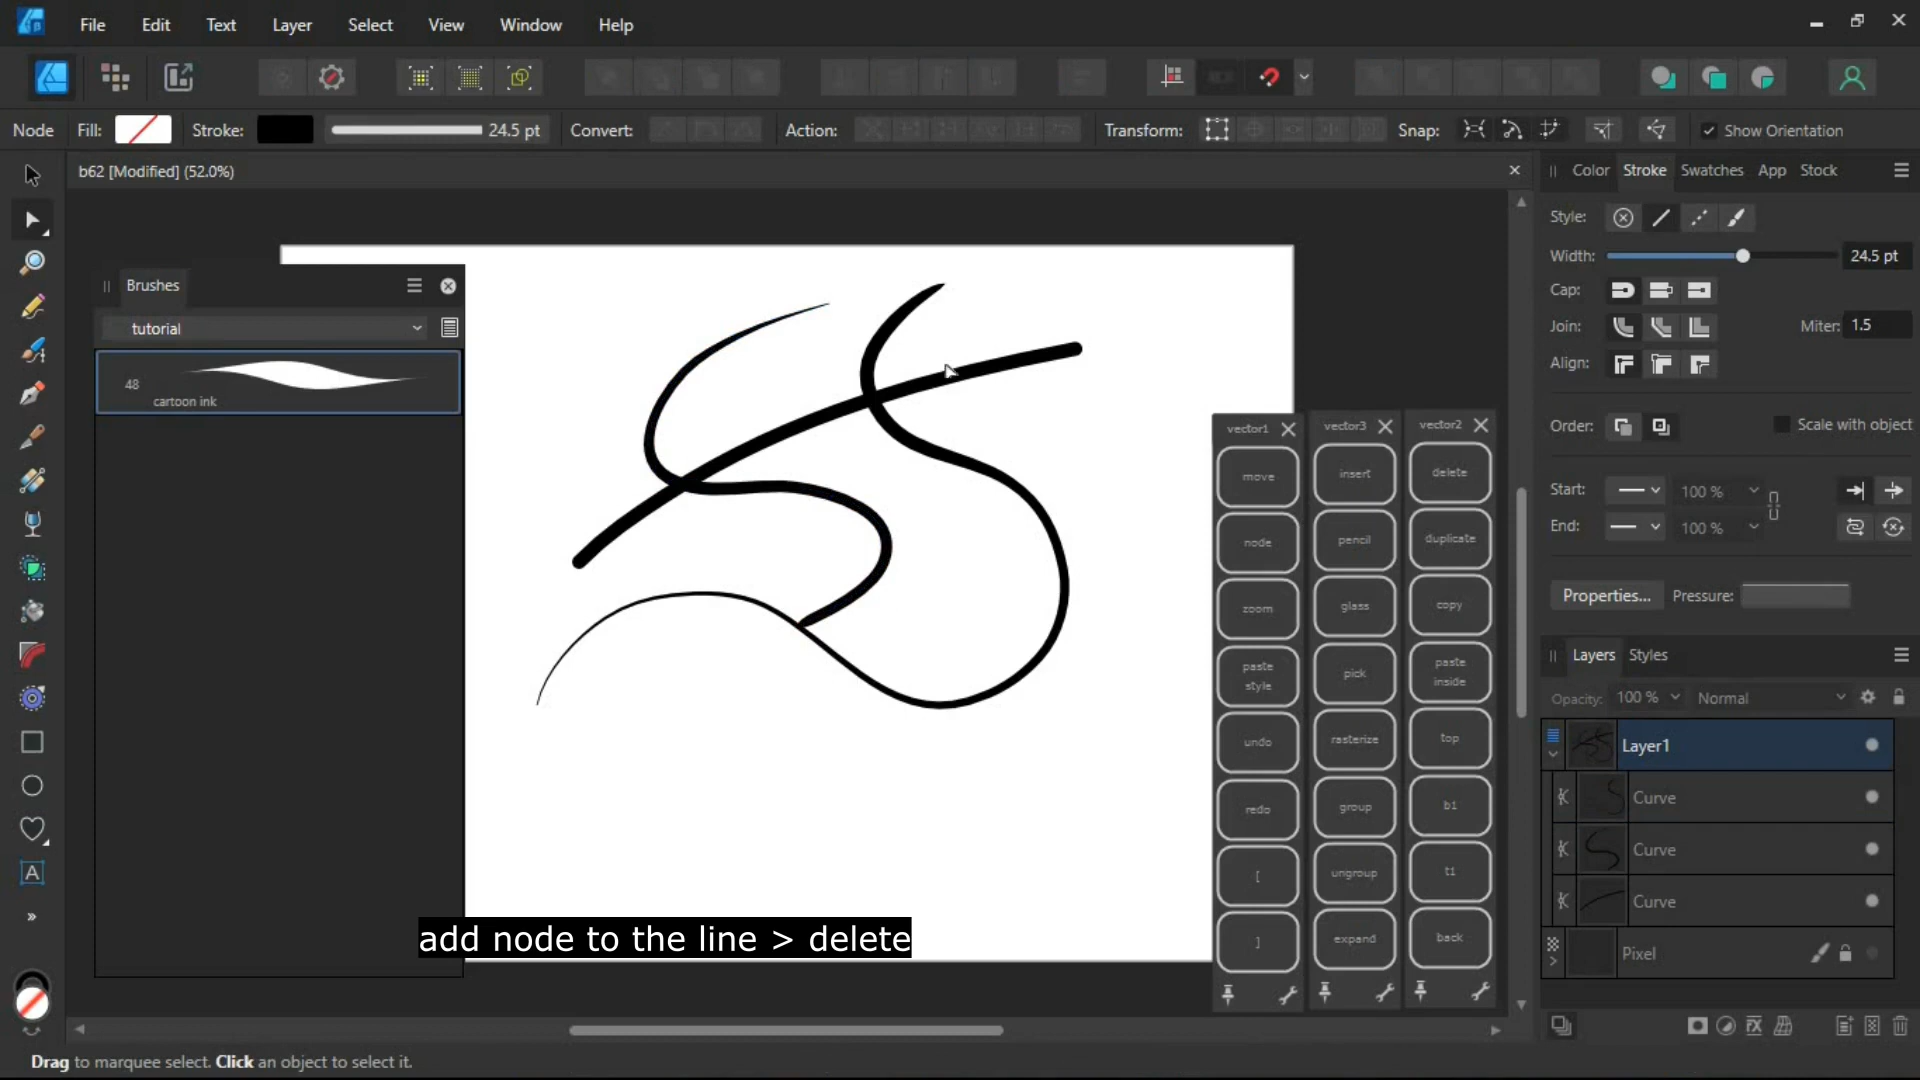 File Edit Text Layer Select View Window Help
Node Fill: Stroke: 24.5 pt Convert: Action: Transform: Snap: Show Orientation
b62 [Modified] (52.0%)
Color Stroke Swatches App Stock
Style:
Width: 24.5 pt
Cap:
Join: Miter: 1.5
Align:
Order: Scale with object
Start: 100 %
End: 100 %
Properties... Pressure:
Brushes
tutorial
48
cartoon ink
vector1 vector3 vector2
move insert delete
node pencil duplicate
zoom glass copy
paste style pick paste inside
undo rasterize top
redo group b1
[ ungroup t1
] expand back
Layers Styles
Opacity: 100 % Normal
Layer1
Curve
Curve
Curve
Pixel
A
add node to the line > delete
Drag to marquee select. Click an object to select it.